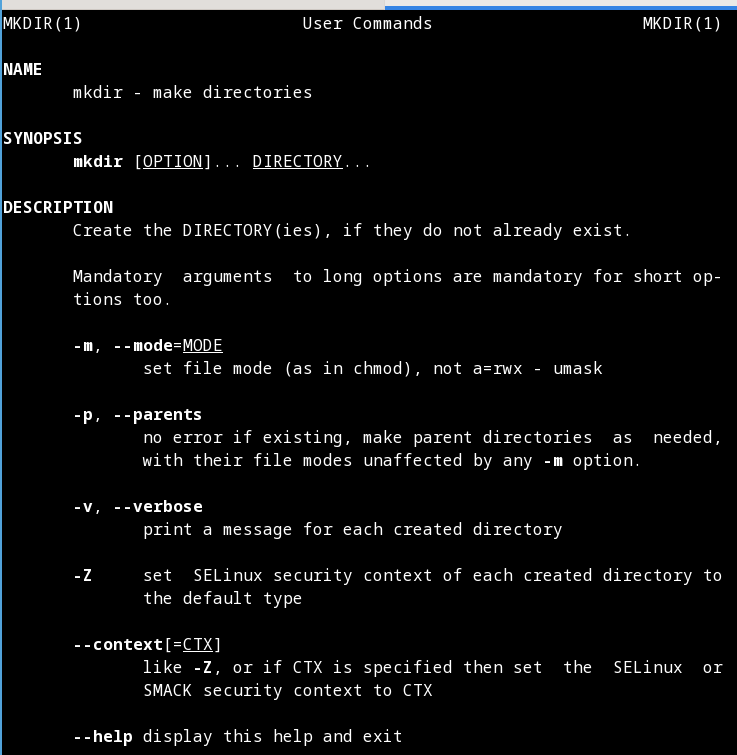 MKDIR(1) User Commands MKDIR(1)
NAME
mkdir - make directories
SYNOPSIS
mkdir [OPTION]... DIRECTORY...
DESCRIPTION
Create the DIRECTORY(ies), if they do not already exist.
Mandatory  arguments  to long options are mandatory for short op-
tions too.
-m, --mode=MODE
set file mode (as in chmod), not a=rwx - umask
-p, --parents
no error if existing, make parent directories  as  needed,
with their file modes unaffected by any -m option.
-v, --verbose
print a message for each created directory
-Z     set  SELinux security context of each created directory to
the default type
--context[=CTX]
like -Z, or if CTX is specified then set  the  SELinux  or
SMACK security context to CTX
--help display this help and exit